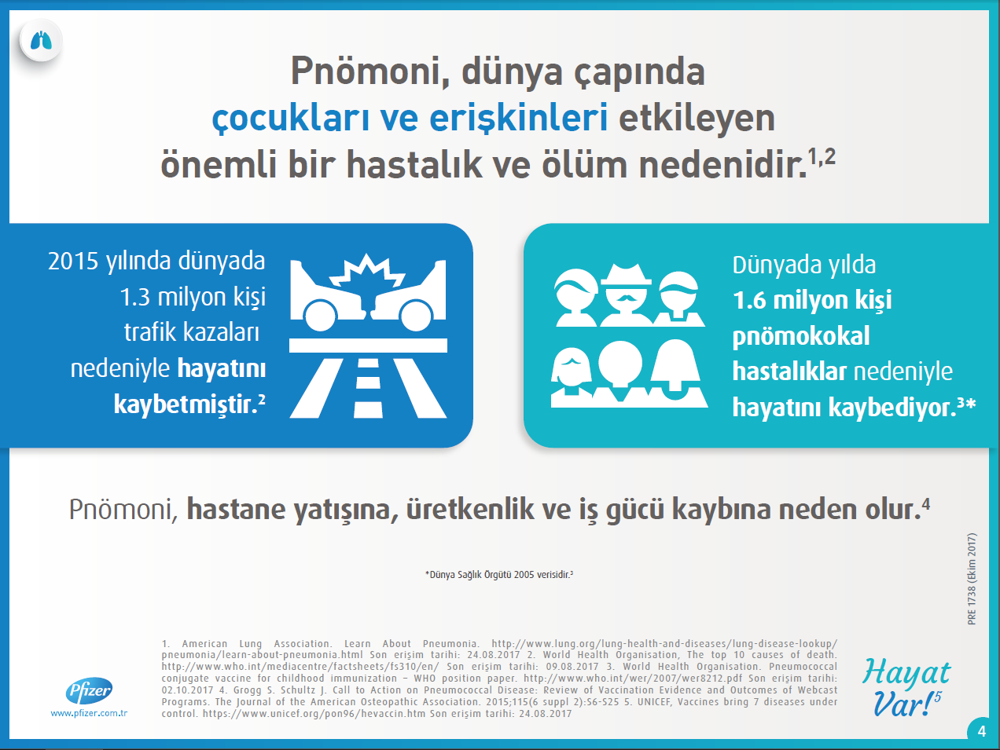 Pnömoni, dünya çapında
çocukları ve erişkinleri etkileyen
önemli bir hastalık ve ölüm nedenidir.1,2
2015 yılında dünyada
1.3 milyon kişi
trafik kazaları
nedeniyle hayatını
kaybetmiştir.2
Dünyada yılda
1.6 milyon kişi
pnömokokal
hastalıklar nedeniyle
hayatını kaybediyor.3*
Pnömoni, hastane yatışına, üretkenlik ve iş gücü kaybına neden olur.4
*Dünya Sağlık Örgütü 2005 verisidir.3
PRE 1738 (Ekim 2017)
1. American Lung Association. Learn About Pneumonia. http://www.lung.org/lung-health-and-diseases/lung-disease-lookup/
pneumonia/learn-about-pneumonia.html Son erişim tarihi: 24.08.2017 2. World Health Organisation, The top 10 causes of death.
http://www.who.int/mediacentre/factsheets/fs310/en/ Son erişim tarihi: 09.08.2017 3. World Health Organisation. Pneumococcal
conjugate vaccine for childhood immunization – WHO position paper. http://www.who.int/wer/2007/wer8212.pdf Son erişim tarihi:
02.10.2017 4. Grogg S. Schultz J. Call to Action on Pneumococcal Disease: Review of Vaccination Evidence and Outcomes of Webcast
Programs. The Journal of the American Osteopathic Association. 2015;115(6 suppl 2):S6-S25 5. UNICEF, Vaccines bring 7 diseases under
control. https://www.unicef.org/pon96/hevaccin.htm Son erişim tarihi: 24.08.2017
Pfizer
www.pfizer.com.tr
Hayat
Var!5
4